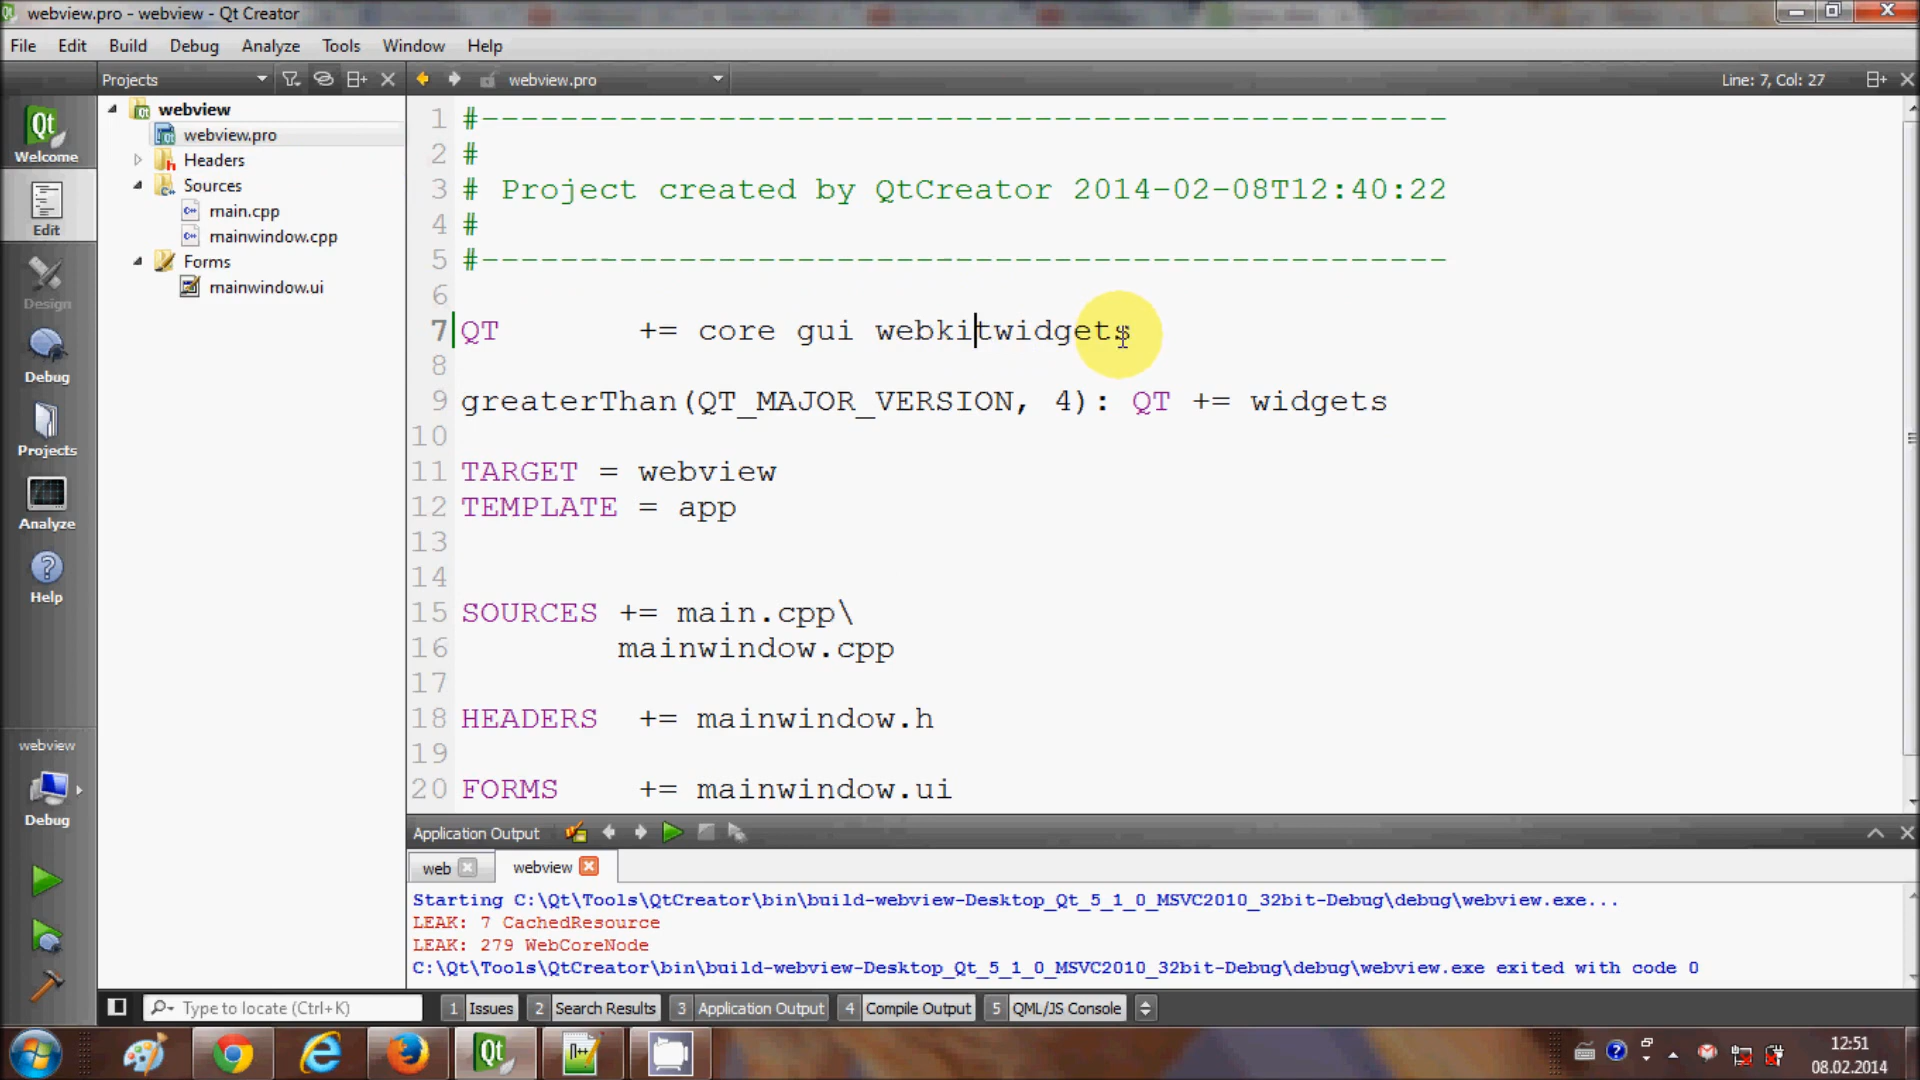 webview.pro - webview - Qt Creator
File Edit Build Debug Analyze Tools Window Help
Projects webview.pro Line: 7, Col: 27
Welcome
Edit
Design
Debug
Projects
Analyze
Help
webview
Debug
webview
webview.pro
Headers
Sources
main.cpp
mainwindow.cpp
Forms
mainwindow.ui
1 #-------------------------------------------------
2 #
3 # Project created by QtCreator 2014-02-08T12:40:22
4 #
5 #-------------------------------------------------
6
7 QT += core gui webkitwidgets
8
9 greaterThan(QT_MAJOR_VERSION, 4): QT += widgets
10
11 TARGET = webview
12 TEMPLATE = app
13
14
15 SOURCES += main.cpp\
16 mainwindow.cpp
17
18 HEADERS += mainwindow.h
19
20 FORMS += mainwindow.ui
Application Output
web webview
Starting C:\Qt\Tools\QtCreator\bin\build-webview-Desktop_Qt_5_1_0_MSVC2010_32bit-Debug\debug\webview.exe...
LEAK: 7 CachedResource
LEAK: 279 WebCoreNode
C:\Qt\Tools\QtCreator\bin\build-webview-Desktop_Qt_5_1_0_MSVC2010_32bit-Debug\debug\webview.exe exited with code 0
Type to locate (Ctrl+K) 1 Issues 2 Search Results 3 Application Output 4 Compile Output 5 QML/JS Console
12:51
08.02.2014